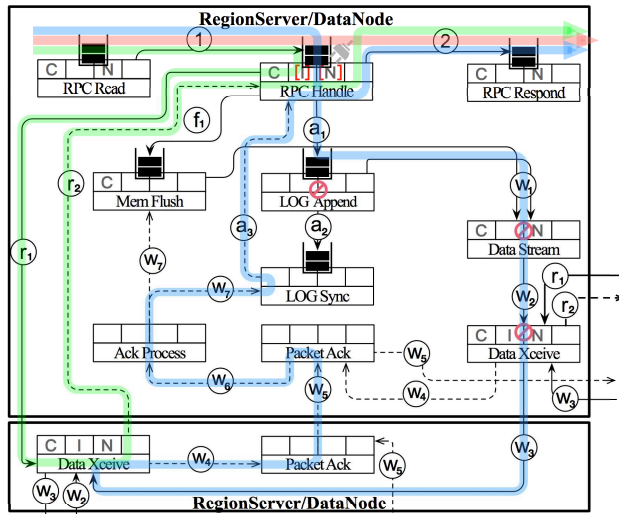 RegionServer/DataNode
1
2
C N
C [I] [N]
C N
RPC Read
RPC Handle
RPC Respond
f₁
a₁
r₂
C
w₁
Mem Flush
LOG Append
r₁
a₃
a₂
C N
Data Stream
w₇
w₇
LOG Sync
w₂
r₁
r₂
C I N
Ack Process
Packet Ack
w₅
Data Xceive
w₆
w₅
w₄
w₃
C I N
w₄
w₃
Data Xceive
Packet Ack
w₅
w₃
w₂
RegionServer/DataNode